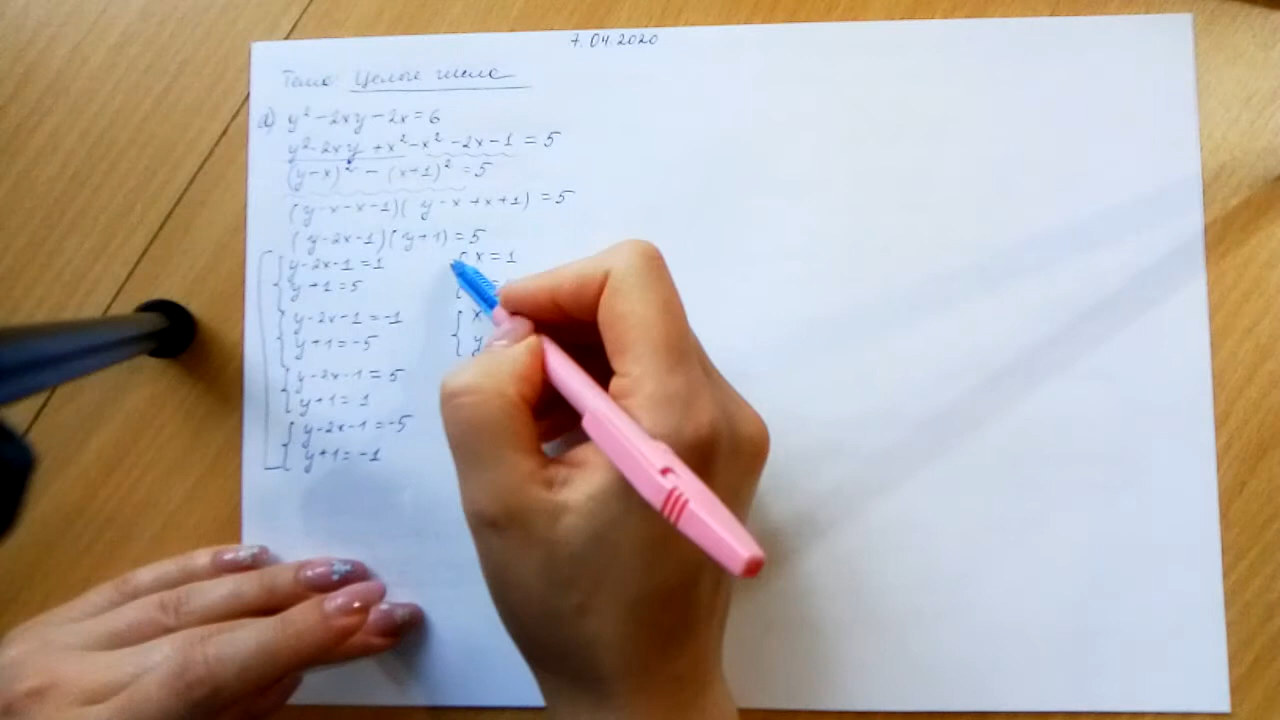 7.04.2020
Тема: Целые числа
а) y² - 2xy - 2x = 6
y² - 2xy + x² - x² - 2x - 1 = 5
(y - x)² - (x+1)² = 5
(y - x - x - 1)(y - x + x + 1) = 5
(y - 2x - 1)(y + 1) = 5
y - 2x - 1 = 1
y + 1 = 5
y - 2x - 1 = -1
y + 1 = -5
y - 2x - 1 = 5
y + 1 = 1
y - 2x - 1 = -5
y + 1 = -1
x = 1
x
y